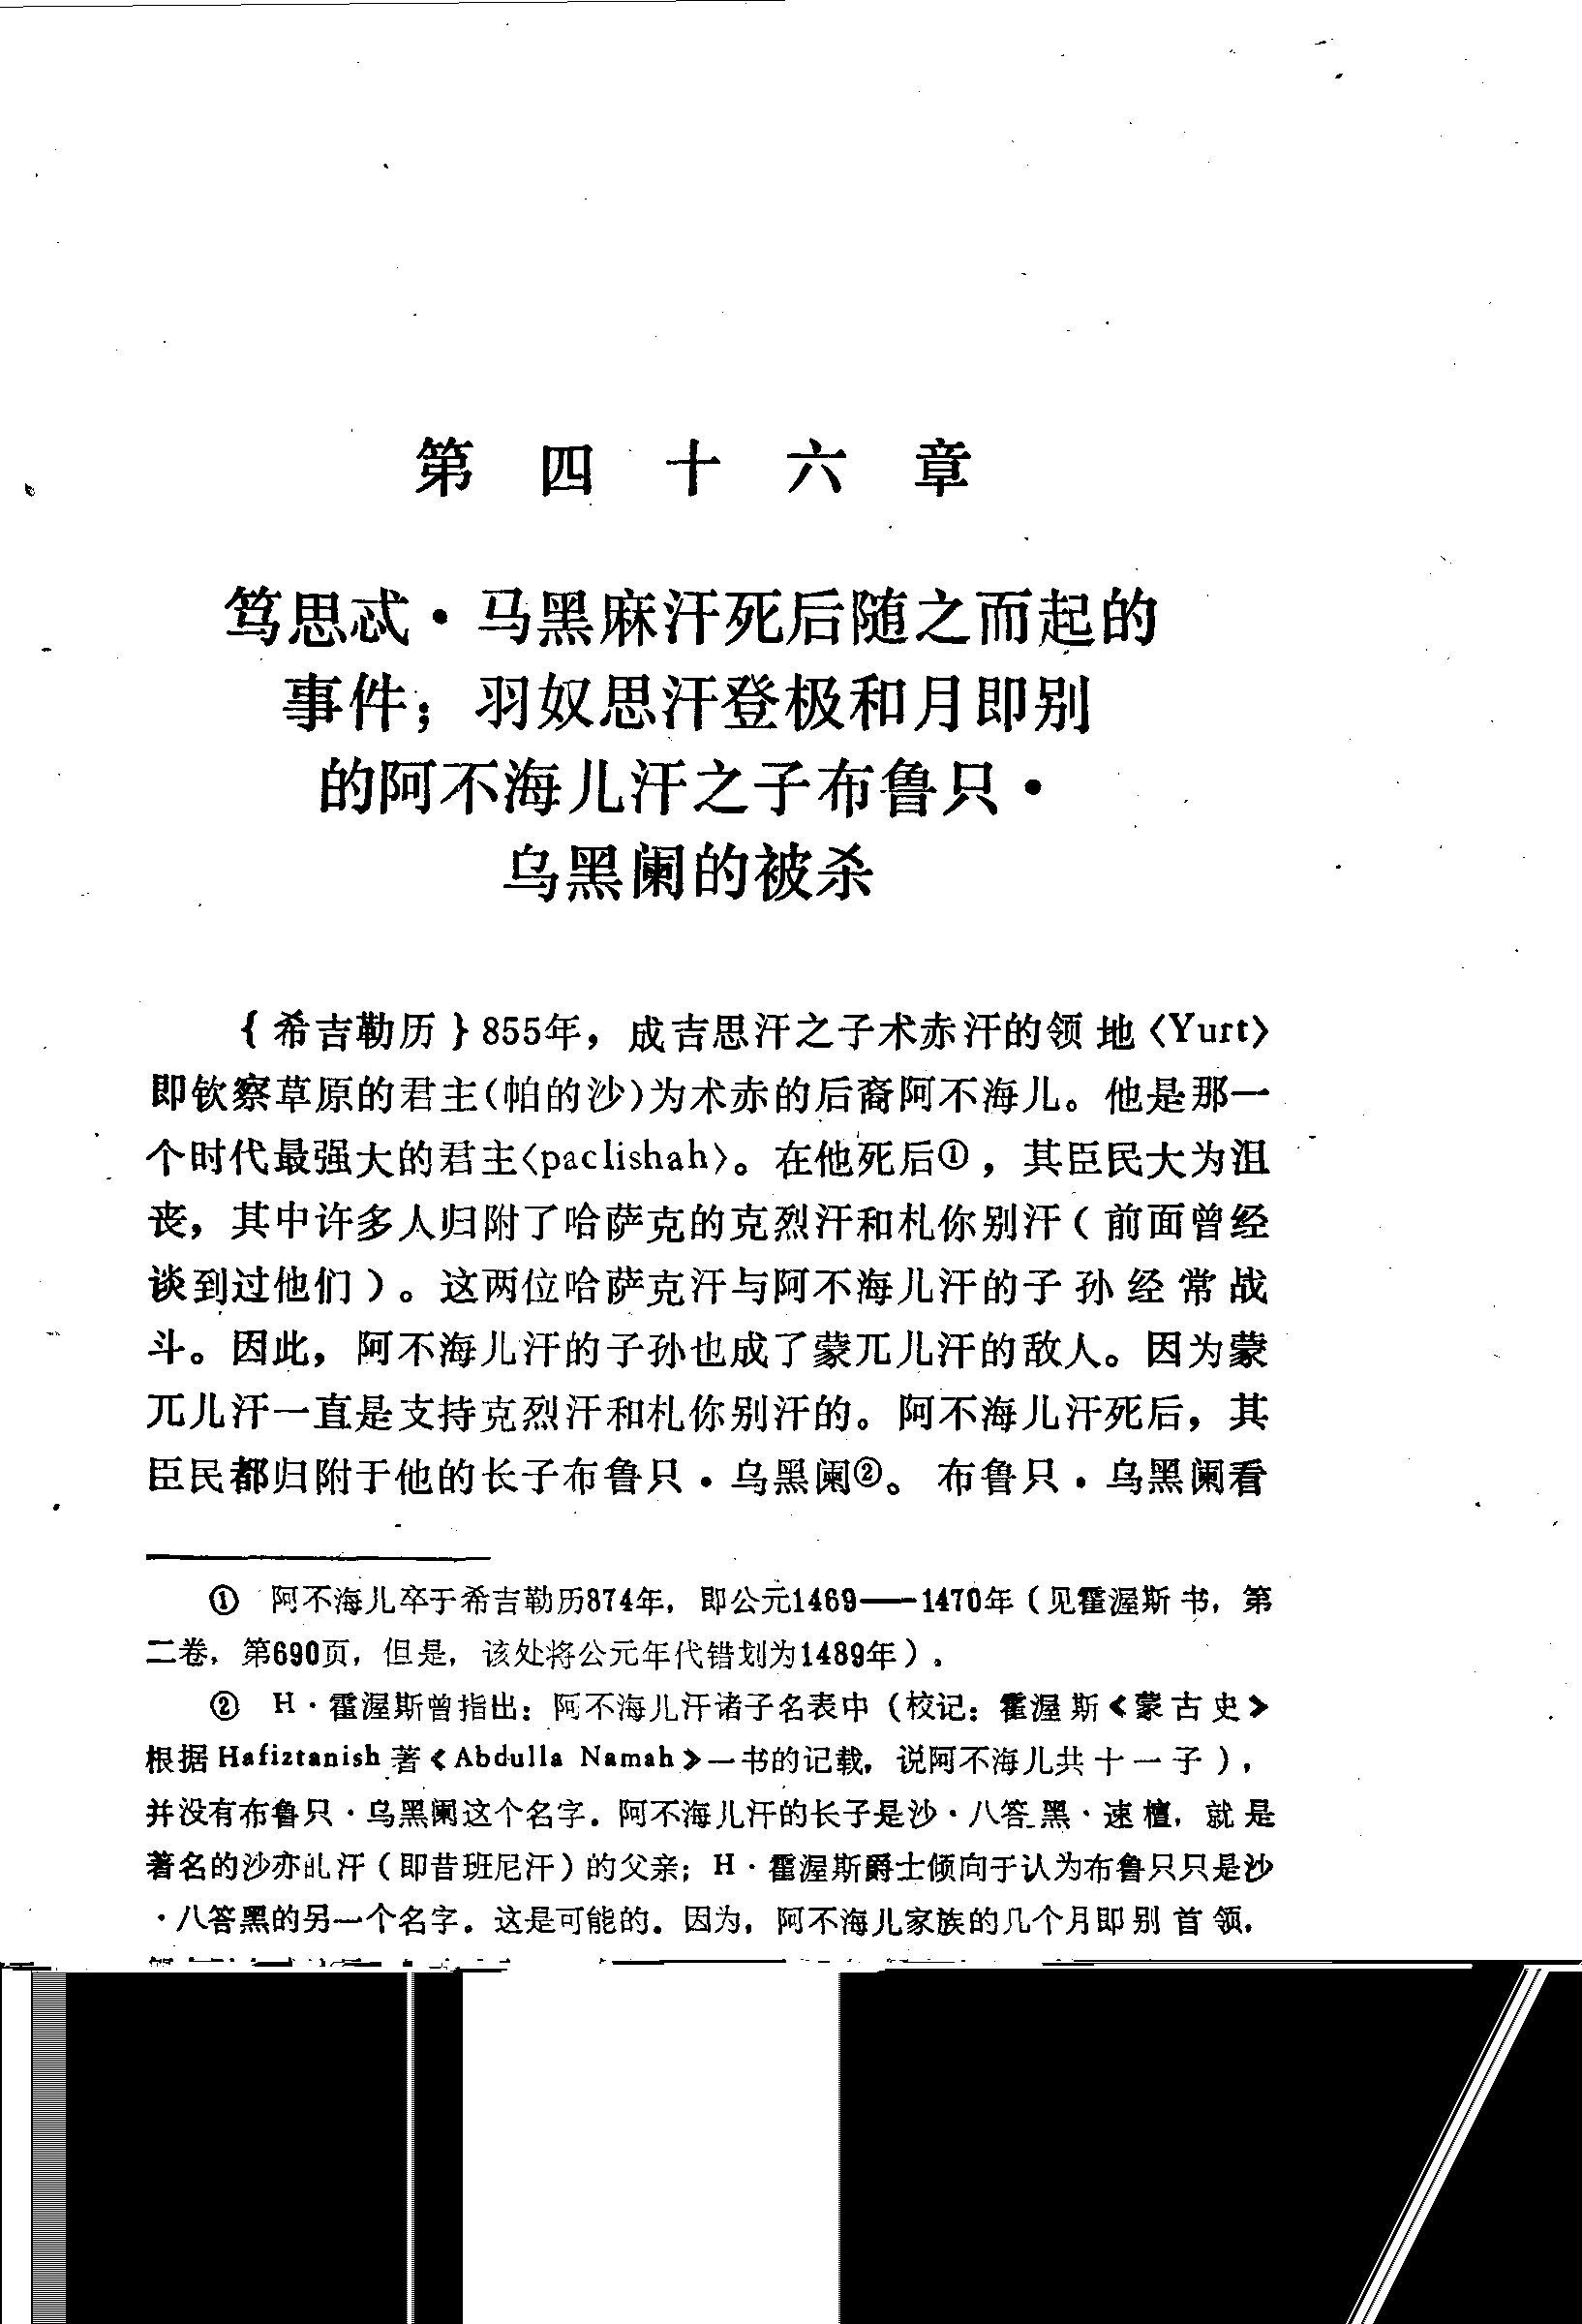 第四十六章
笃思忒·马黑麻汗死后随之而起的
事件；羽奴思汗登极和月即别
的阿不海儿汗之子布鲁只·
乌黑阑的被杀
｛希吉勒历｝855年，成吉思汗之子术赤汗的领地〈Yurt〉
即钦察草原的君主（帕的沙）为术赤的后裔阿不海儿。他是那一
个时代最强大的君主〈paclishah〉。在他死后①，其臣民大为沮
丧，其中许多人归附了哈萨克的克烈汗和札你别汗（前面曾经
谈到过他们）。这两位哈萨克汗与阿不海儿汗的子孙经常战
斗。因此，阿不海儿汗的子孙也成了蒙兀儿汗的敌人。因为蒙
兀儿汗一直是支持克烈汗和札你别汗的。阿不海儿汗死后，其
臣民都归附于他的长子布鲁只·乌黑阑②。布鲁只·乌黑阑看
① 阿不海儿卒于希吉勒历874年，即公元1469——1470年（见霍渥斯书，第
二卷，第690页，但是，该处将公元年代错划为1489年）。
② H·霍渥斯曾指出：阿不海儿汗诸子名表中（校记：霍渥斯《蒙古史》
根据Hafiztanish著《Abdulla Namah》一书的记载，说阿不海儿共十一子），
并没有布鲁只·乌黑阑这个名字。阿不海儿汗的长子是沙·八答黑·速檀，就是
著名的沙亦乩汗（即昔班尼汗）的父亲；H·霍渥斯爵士倾向于认为布鲁只只是沙
·八答黑的另一个名字。这是可能的。因为，阿不海儿家族的几个月即别首领，